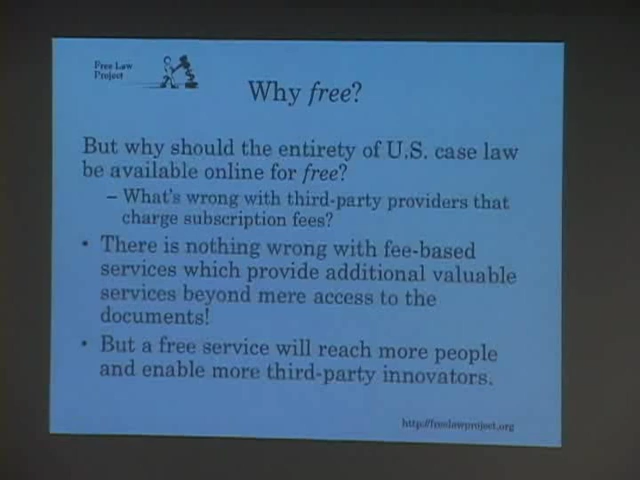 Free Law
Project
Why free?
But why should the entirety of U.S. case law
be available online for free?
– What's wrong with third-party providers that
charge subscription fees?
• There is nothing wrong with fee-based
services which provide additional valuable
services beyond mere access to the
documents!
• But a free service will reach more people
and enable more third-party innovators.
http://freelawproject.org